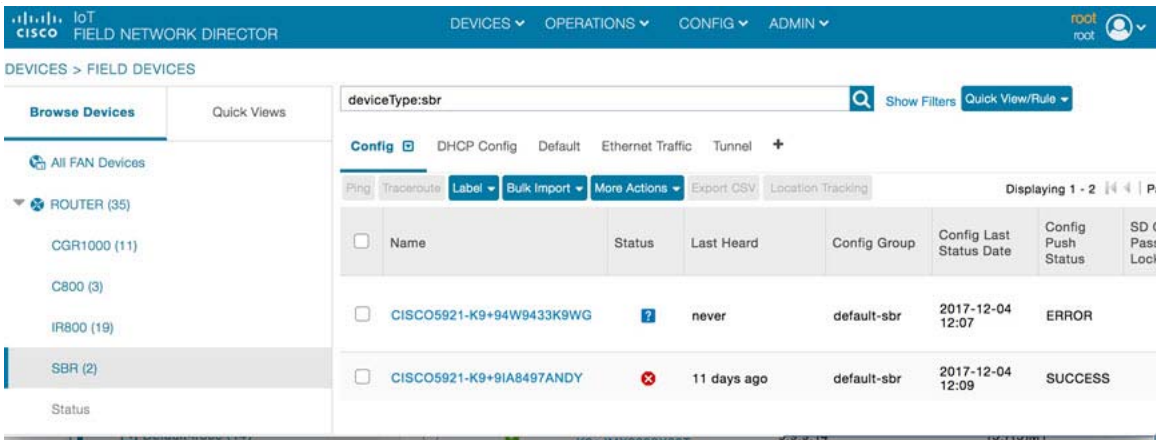 cisco IoT FIELD NETWORK DIRECTOR
DEVICES OPERATIONS CONFIG ADMIN
root
root
DEVICES > FIELD DEVICES
Browse Devices Quick Views
All FAN Devices
ROUTER (35)
CGR1000 (11)
C800 (3)
IR800 (19)
SBR (2)
Status
deviceType:sbr
Show Filters Quick View/Rule
Config DHCP Config Default Ethernet Traffic Tunnel +
Ping Traceroute Label Bulk Import More Actions Export CSV Location Tracking Displaying 1 - 2
Name Status Last Heard Config Group Config Last Status Date Config Push Status SD
CISCO5921-K9+94W9433K9WG ? never default-sbr 2017-12-04 12:07 ERROR
CISCO5921-K9+9IA8497ANDY 11 days ago default-sbr 2017-12-04 12:09 SUCCESS